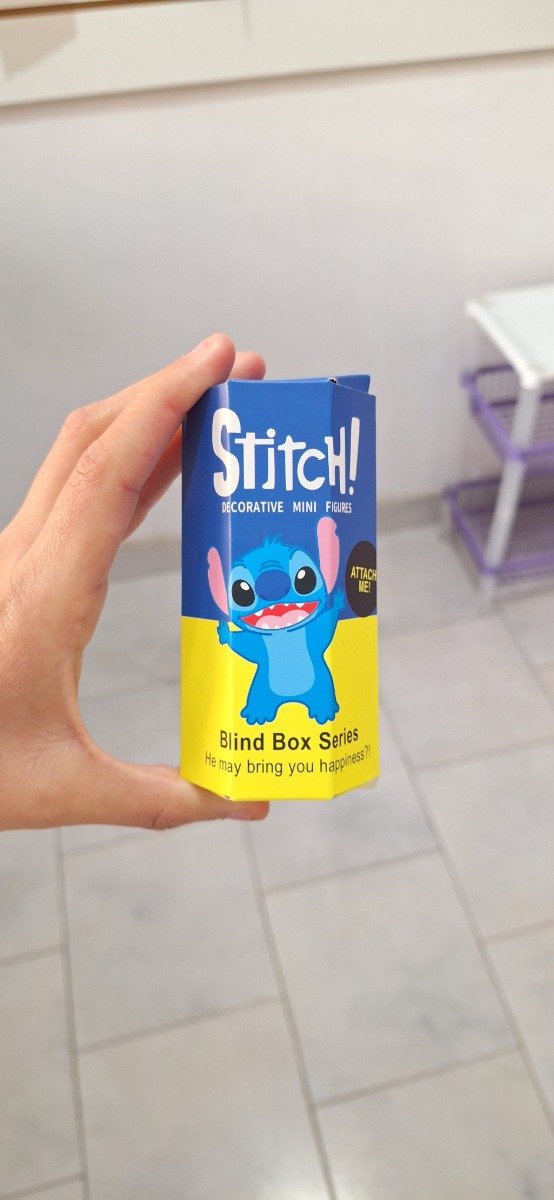 Stitch!
DECORATIVE MINI FIGURES
ATTACH
ME!
Blind Box Series
He may bring you happiness?!